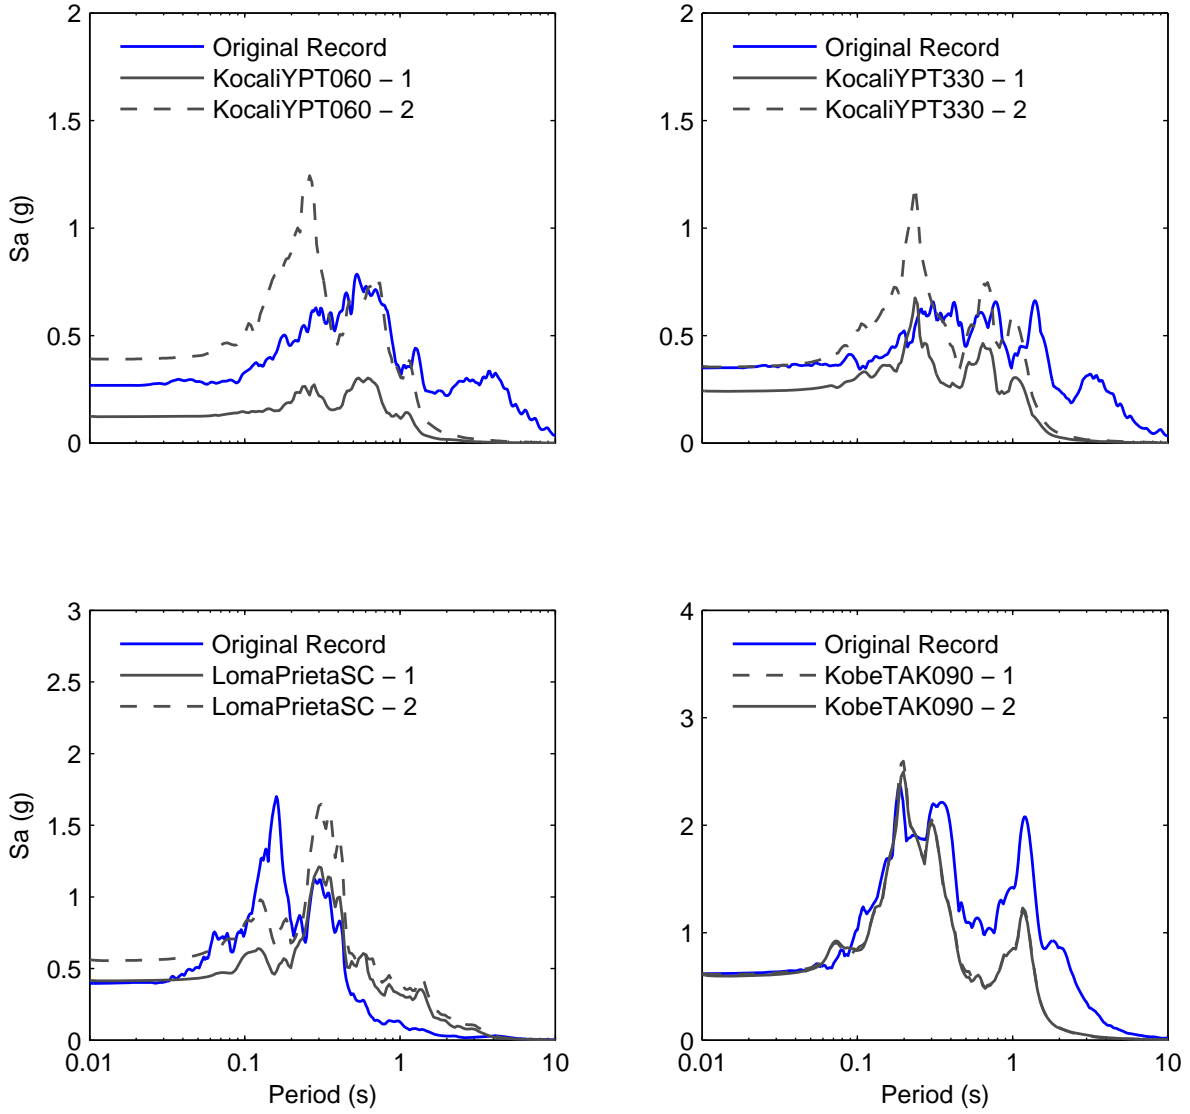 2
2
Original Record
Original Record
KocaliYPT060 – 1
KocaliYPT330 – 1
KocaliYPT060 – 2
KocaliYPT330 – 2
1.5
1.5
Sa (g)
1
1
0.5
0.5
0
0
3
4
Original Record
Original Record
LomaPrietaSC – 1
KobeTAK090 – 1
2.5
LomaPrietaSC – 2
KobeTAK090 – 2
3
2
Sa (g)
1.5
2
1
1
0.5
0
0
0.01
0.1
1
10
0.01
0.1
1
10
Period (s)
Period (s)